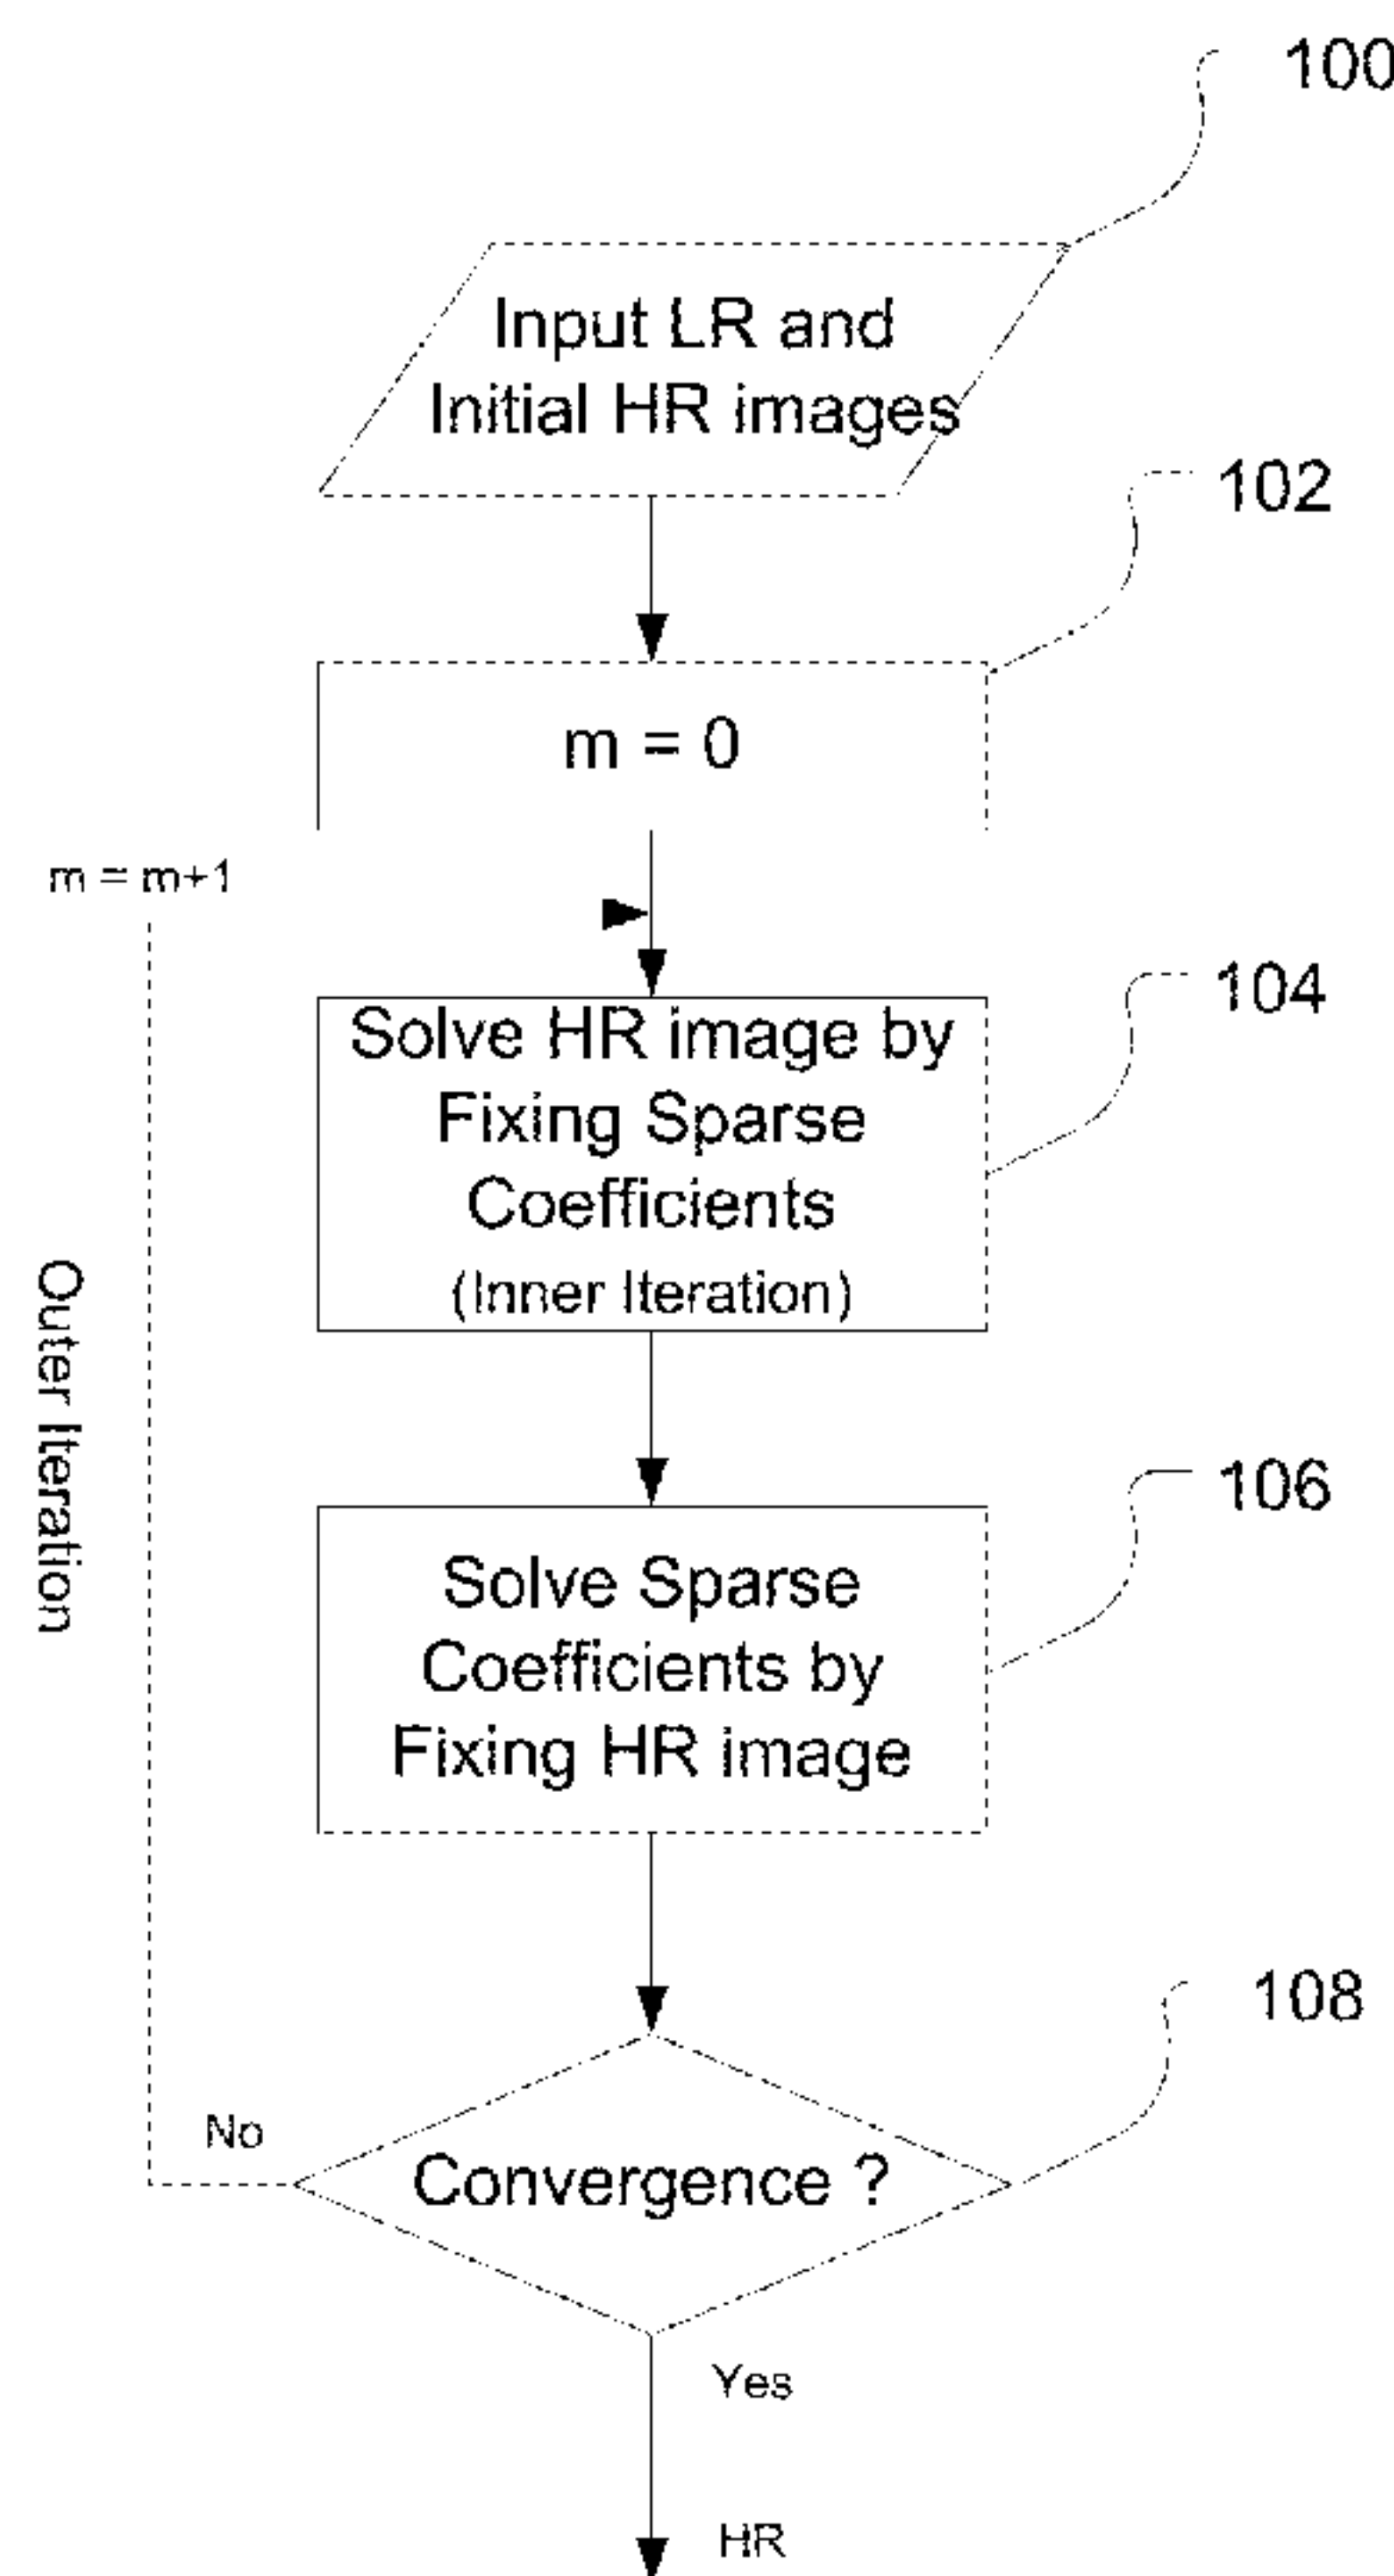 100
Input LR and
Initial HR images
102
m = 0
m = m+1
104
Solve HR image by
Fixing Sparse
Coefficients
(Inner Iteration)
Outer Iteration
106
Solve Sparse
Coefficients by
Fixing HR image
108
No
Convergence ?
Yes
HR